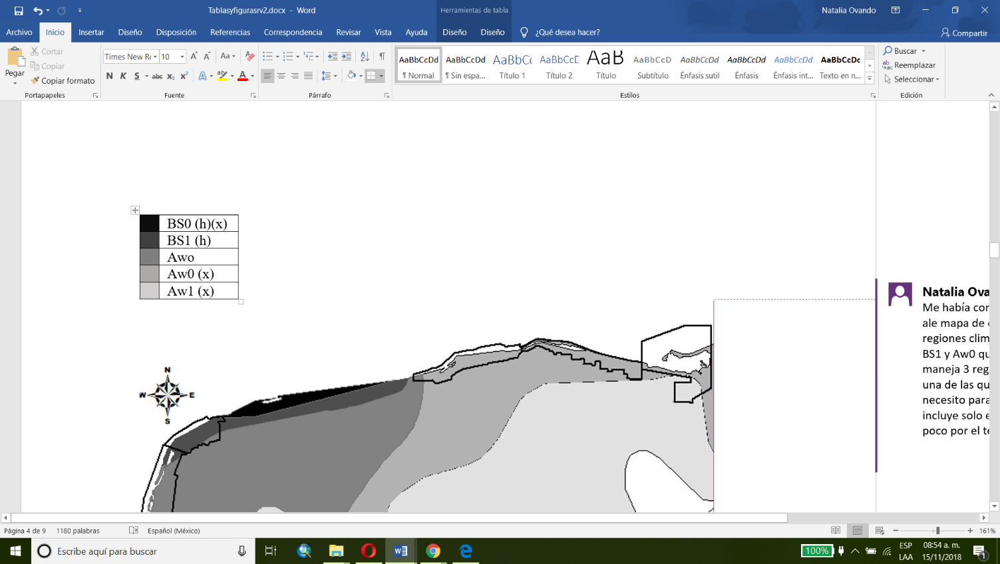 Tablasyfigurasrv2.docx - Word
Herramientas de tabla
Natalia Ovando
Archivo Inicio Insertar Diseño Disposición Referencias Correspondencia Revisar Vista Ayuda Diseño Diseño ¿Qué desea hacer? Compartir
Pegar
Cortar
Copiar
Copiar formato
Portapapeles
Times New Rc 10
N K S abc x₂ x²
Fuente
Párrafo
AaBbCcDd AaBbCcDd AaBbCc AaBbCcE AaB AaBbCcD AaBbCcDd AaBbCcDd AaBbCcDd AaBbCcDc
¶ Normal ¶ Sin espa... Título 1 Título 2 Título Subtítulo Énfasis sutil Énfasis Énfasis int... Texto en n...
Estilos
Buscar
Reemplazar
Seleccionar
Edición
BS0 (h)(x)
BS1 (h)
Awo
Aw0 (x)
Aw1 (x)
N
W E
S
Natalia Ova
Me había cor
ale mapa de
regiones clim
BS1 y Aw0 qu
maneja 3 reg
una de las qu
necesito para
incluye solo e
poco por el te
Página 4 de 9 1180 palabras Español (México) 161%
Escribe aquí para buscar
100%
ESP
LAA
08:54 a. m.
15/11/2018
1